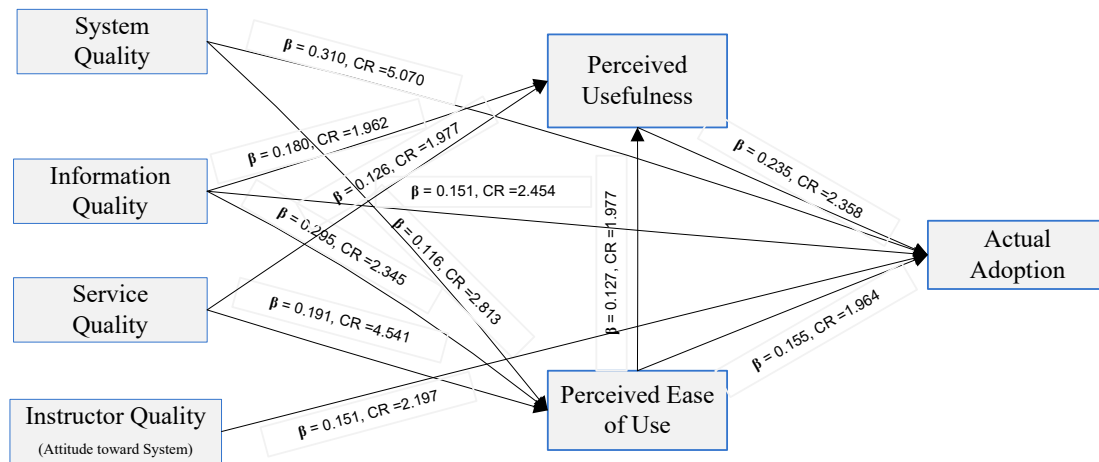 System
Quality
β = 0.310, CR =5.070
Perceived
Usefulness
β = 0.180, CR =1.962
β = 0.126, CR =1.977
β = 0.235, CR =2.358
Information
Quality
β = 0.151, CR =2.454
β = 0.295, CR =2.345
β = 0.116, CR =2.813
β = 0.127, CR =1.977
Actual
Adoption
Service
Quality
β = 0.191, CR =4.541
β = 0.155, CR =1.964
Instructor Quality
(Attitude toward System)
β = 0.151, CR =2.197
Perceived Ease
of Use